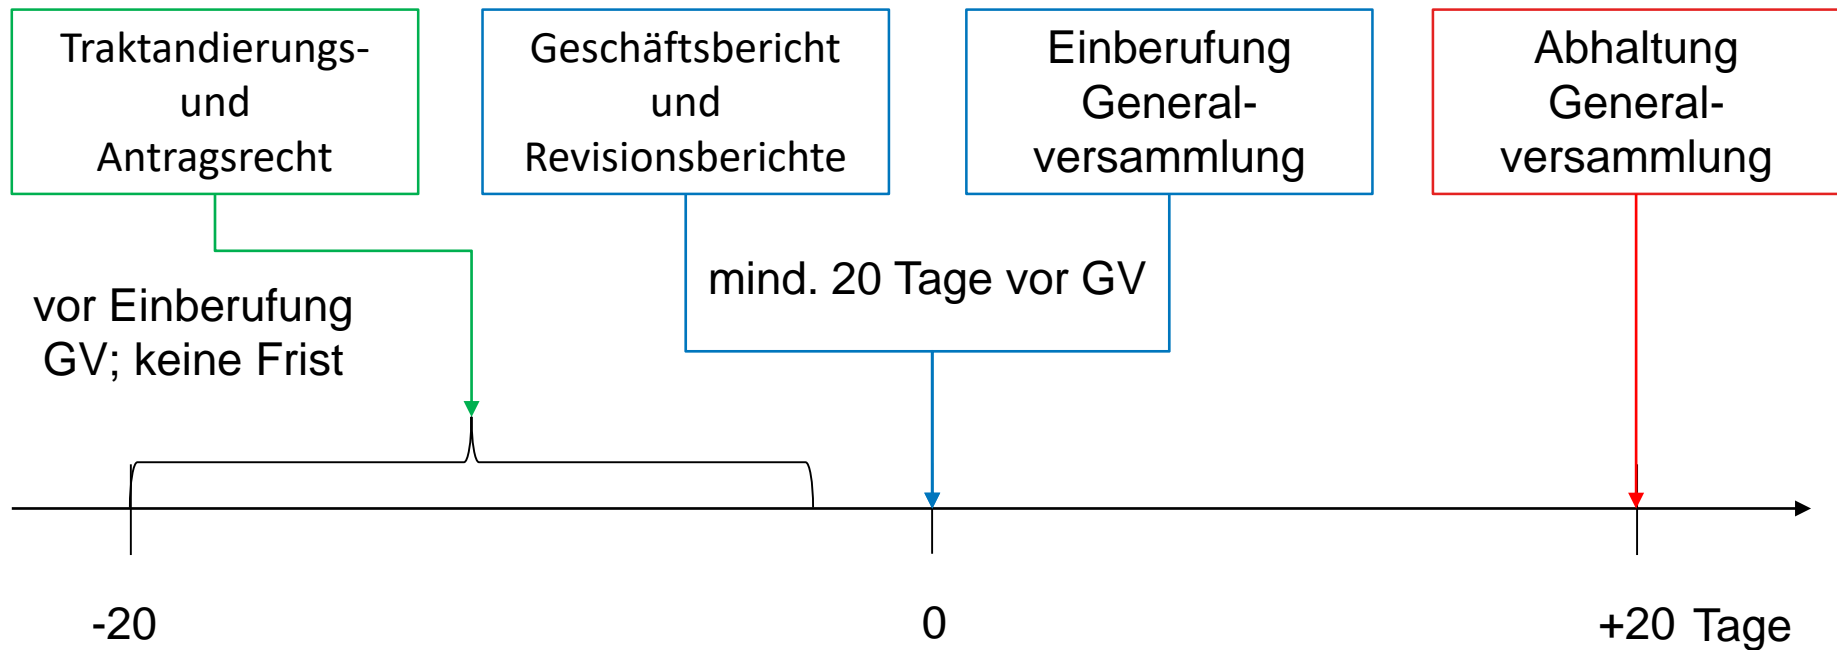 Traktandierungs-
und
Antragsrecht
Geschäftsbericht
und
Revisionsberichte
Einberufung
General-
versammlung
Abhaltung
General-
versammlung
vor Einberufung
GV; keine Frist
mind. 20 Tage vor GV
-20
0
+20 Tage